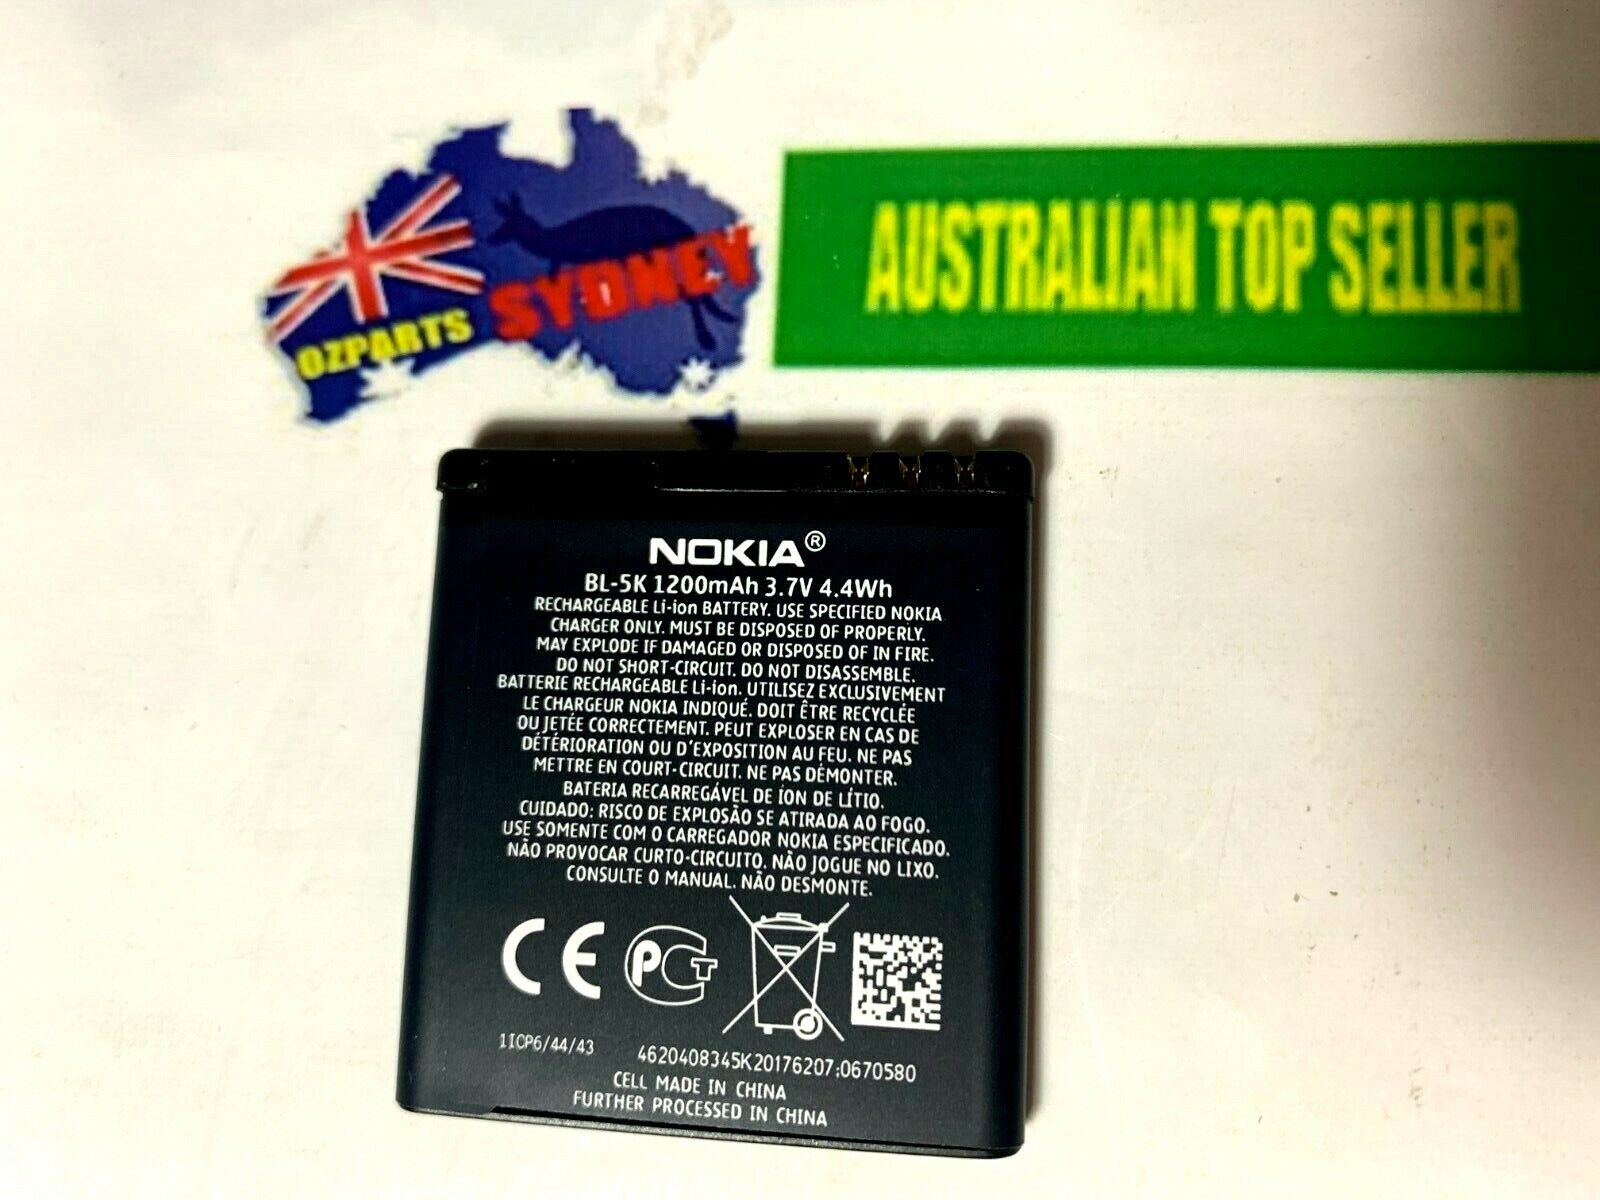 AUSTRALIAN TOP SELLER
SYDNEY
OZPARTS
NOKIA®
BL-5K 1200mAh 3.7V 4.4Wh
RECHARGEABLE Li-ion BATTERY. USE SPECIFIED NOKIA
CHARGER ONLY. MUST BE DISPOSED OF PROPERLY.
MAY EXPLODE IF DAMAGED OR DISPOSED OF IN FIRE.
DO NOT SHORT-CIRCUIT. DO NOT DISASSEMBLE.
BATTERIE RECHARGEABLE Li-ion. UTILISEZ EXCLUSIVEMENT
LE CHARGEUR NOKIA INDIQUÉ. DOIT ÊTRE RECYCLÉE
OU JETÉE CORRECTEMENT. PEUT EXPLOSER EN CAS DE
DÉTÉRIORATION OU D'EXPOSITION AU FEU. NE PAS
METTRE EN COURT-CIRCUIT. NE PAS DÉMONTER.
BATERIA RECARREGÁVEL DE ÍON DE LÍTIO.
CUIDADO: RISCO DE EXPLOSÃO SE ATIRADA AO FOGO.
USE SOMENTE COM O CARREGADOR NOKIA ESPECIFICADO.
NÃO PROVOCAR CURTO-CIRCUITO. NÃO JOGUE NO LIXO.
CONSULTE O MANUAL. NÃO DESMONTE.
CE PCT
1ICP6/44/43
4620408345K20176207;0670580
CELL MADE IN CHINA
FURTHER PROCESSED IN CHINA